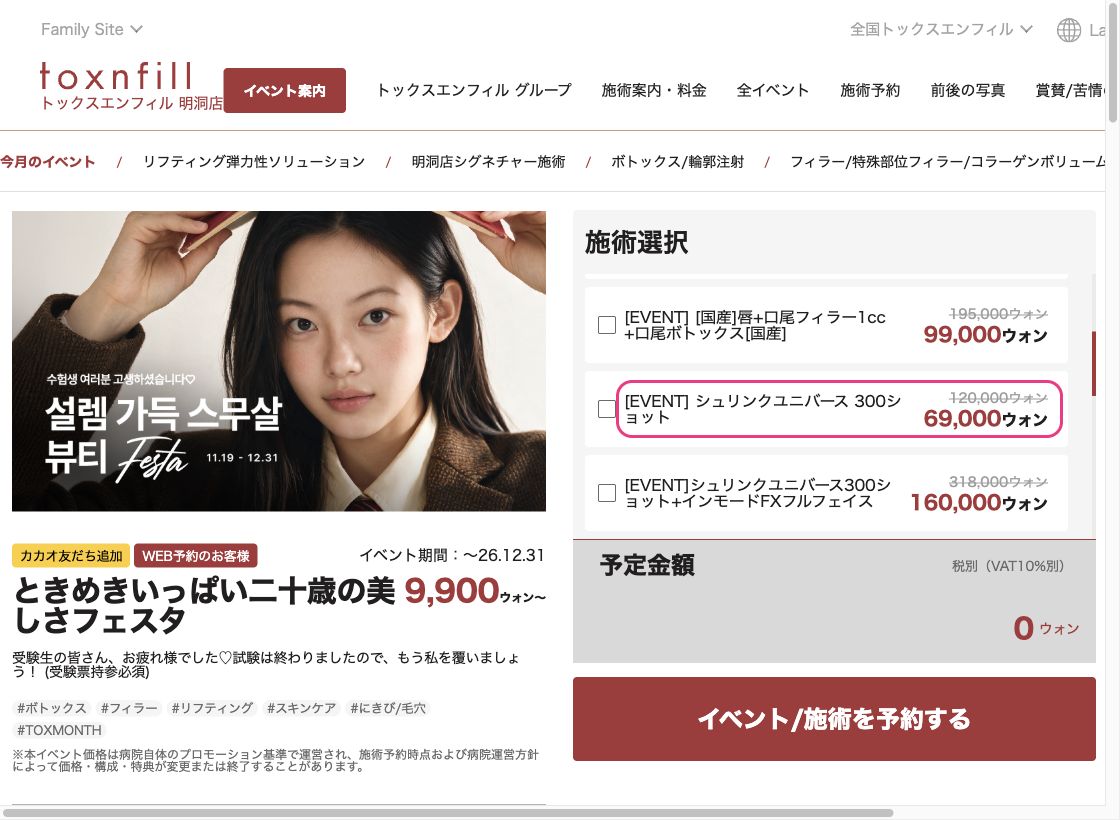 Family Site
全国トックスエンフィル
La
toxnfill
トックスエンフィル 明洞店
イベント案内
トックスエンフィル グループ
施術案内・料金
全イベント
施術予約
前後の写真
賞賛/苦情
今月のイベント / リフティング弾力性ソリューション / 明洞店シグネチャー施術 / ボトックス/輪郭注射 / フィラー/特殊部位フィラー/コラーゲンボリューム
수험생 여러분 고생하셨습니다♡
설렘 가득 스무살
뷰티 Festa
11.19 - 12.31
カカオ友だち追加
WEB予約のお客様
イベント期間：～26.12.31
ときめきいっぱい二十歳の美
しさフェスタ
9,900ウォン～
受験生の皆さん、お疲れ様でした♡試験は終わりましたので、もう私を覆いましょ
う！ (受験票持参必須)
#ボトックス #フィラー #リフティング #スキンケア #にきび/毛穴
#TOXMONTH
※本イベント価格は病院自体のプロモーション基準で運営され、施術予約時点および病院運営方針
によって価格・構成・特典が変更または終了することがあります。
施術選択
[EVENT] [国産]唇+口尾フィラー1cc
+口尾ボトックス[国産]
195,000ウォン
99,000ウォン
[EVENT] シュリンクユニバース 300シ
ョット
120,000ウォン
69,000ウォン
[EVENT]シュリンクユニバース300シ
ョット+インモードFXフルフェイス
318,000ウォン
160,000ウォン
予定金額
税別（VAT10%別）
0 ウォン
イベント/施術を予約する